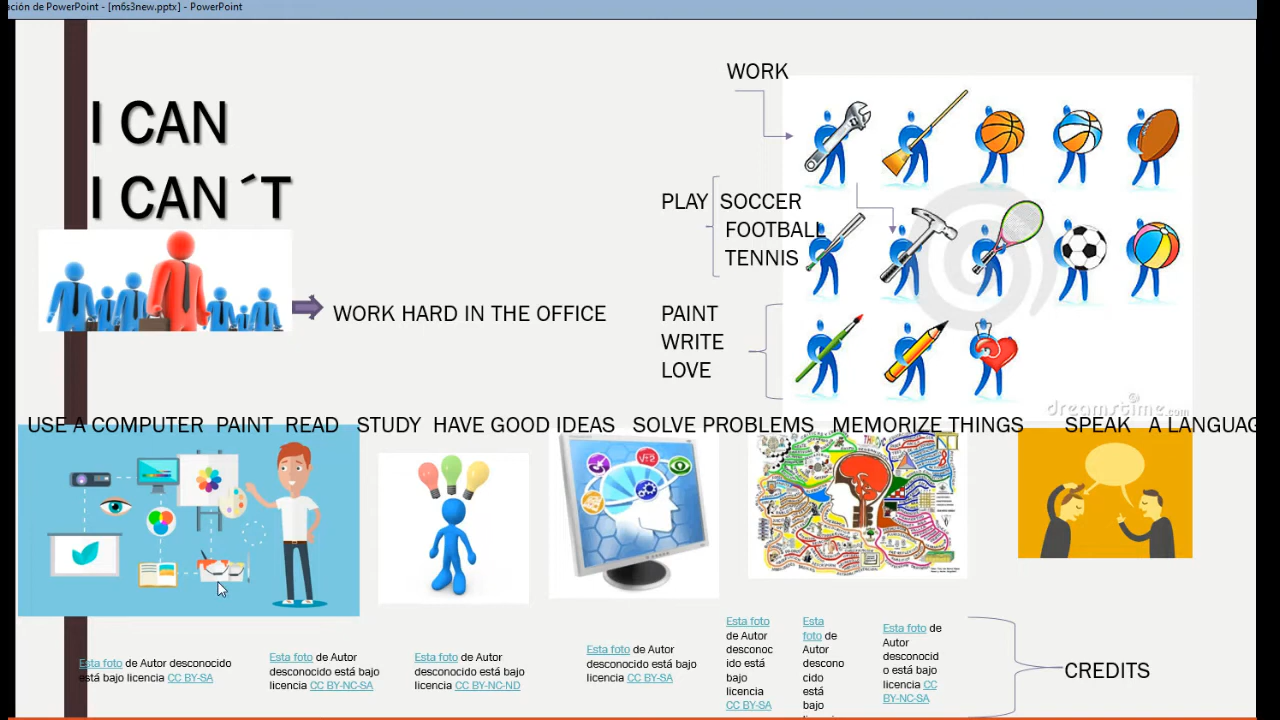 ación de PowerPoint - [m6s3new.pptx] - PowerPoint
I CAN
I CAN ´T
WORK HARD IN THE OFFICE
WORK
PLAY SOCCER
FOOTBALL
TENNIS
PAINT
WRITE
LOVE
dreamstime.com
USE A COMPUTER PAINT READ STUDY HAVE GOOD IDEAS SOLVE PROBLEMS MEMORIZE THINGS SPEAK A LANGUAG
Esta foto de Autor desconocido
está bajo licencia CC BY-SA
Esta foto de Autor
desconocido está bajo
licencia CC BY-NC-SA
Esta foto de Autor
desconocido está bajo
licencia CC BY-NC-ND
Esta foto de Autor
desconocido está bajo
licencia CC BY-SA
Esta foto
de Autor
desconoc
ido está
bajo
licencia
CC BY-SA
Esta
foto de
Autor
descono
cido
está
bajo
Esta foto de
Autor
desconocid
o está bajo
licencia CC
BY-NC-SA
CREDITS